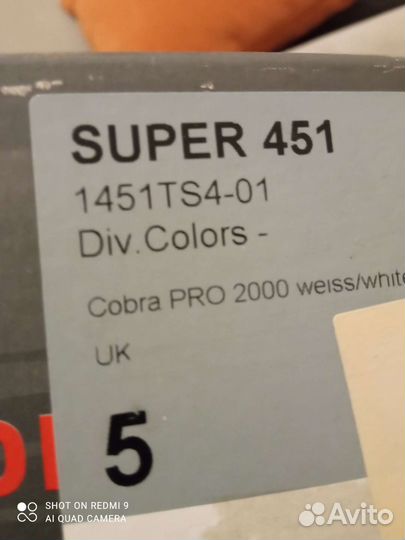 SUPER 451
1451TS4-01
Div.Colors -
Cobra PRO 2000 weiss/white
UK
5
SHOT ON REDMI 9
AI QUAD CAMERA
Avito